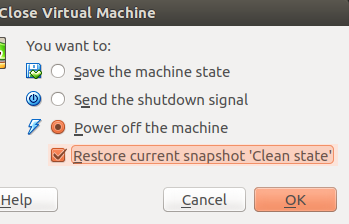 Close Virtual Machine
You want to:
Save the machine state
Send the shutdown signal
Power off the machine
Restore current snapshot 'Clean state'
Help
Cancel
OK